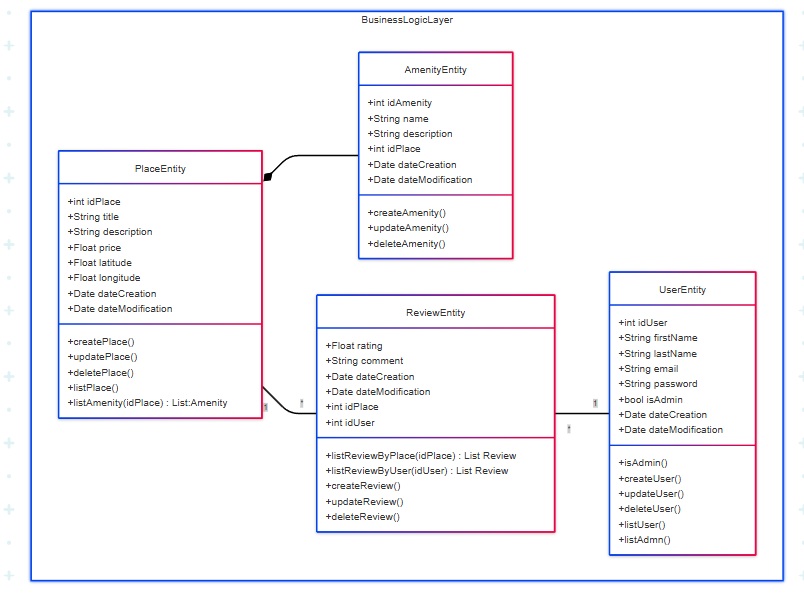 BusinessLogicLayer
AmenityEntity
+int idAmenity
+String name
+String description
+int idPlace
+Date dateCreation
+Date dateModification
+createAmenity()
+updateAmenity()
+deleteAmenity()
PlaceEntity
+int idPlace
+String title
+String description
+Float price
+Float latitude
+Float longitude
+Date dateCreation
+Date dateModification
+createPlace()
+updatePlace()
+deletePlace()
+listPlace()
+listAmenity(idPlace) : List:Amenity
1
*
ReviewEntity
+Float rating
+String comment
+Date dateCreation
+Date dateModification
+int idPlace
+int idUser
+listReviewByPlace(idPlace) : List Review
+listReviewByUser(idUser) : List Review
+createReview()
+updateReview()
+deleteReview()
*
1
UserEntity
+int idUser
+String firstName
+String lastName
+String email
+String password
+bool isAdmin
+Date dateCreation
+Date dateModification
+isAdmin()
+createUser()
+updateUser()
+deleteUser()
+listUser()
+listAdmn()